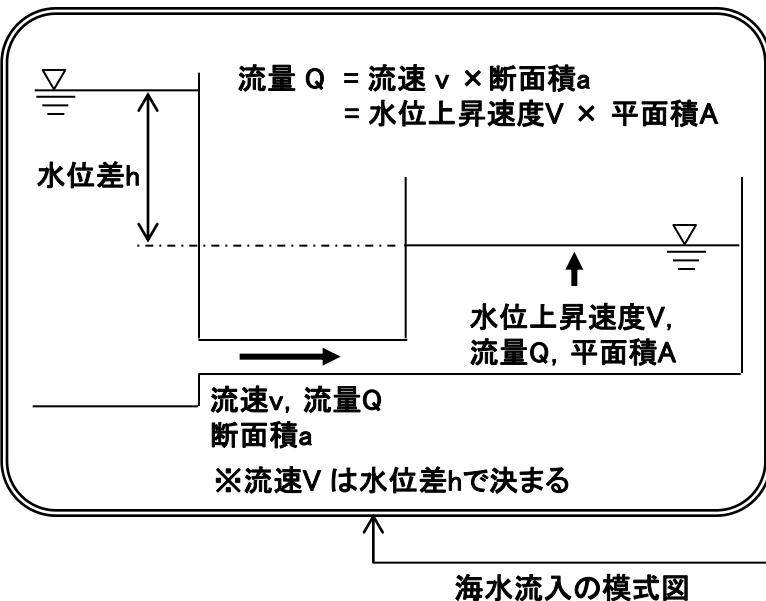 流量 Q = 流速 v × 断面積a
= 水位上昇速度V × 平面積A
水位差h
水位上昇速度V,
流量Q, 平面積A
流速v, 流量Q
断面積a
※流速V は水位差hで決まる
海水流入の模式図